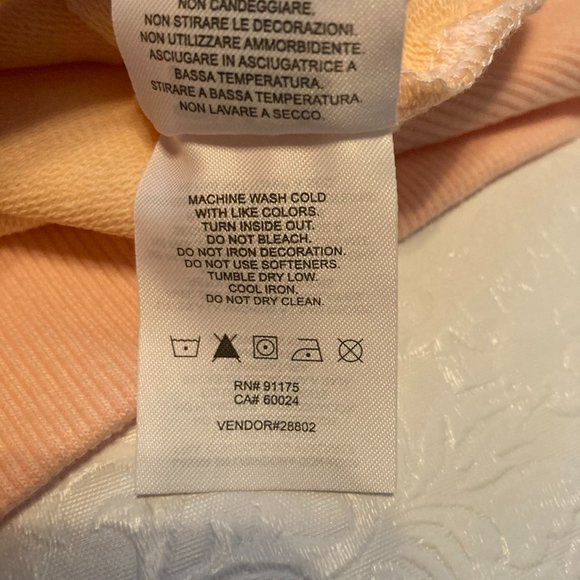 NON CANDEGGIARE.
NON STIRARE LE DECORAZIONI.
NON UTILIZZARE AMMORBIDENTE.
ASCIUGARE IN ASCIUGATRICE A
BASSA TEMPERATURA.
STIRARE A BASSA TEMPERATURA.
NON LAVARE A SECCO.
MACHINE WASH COLD
WITH LIKE COLORS.
TURN INSIDE OUT.
DO NOT BLEACH.
DO NOT IRON DECORATION.
DO NOT USE SOFTENERS.
TUMBLE DRY LOW.
COOL IRON.
DO NOT DRY CLEAN.
RN# 91175
CA# 60024
VENDOR#28802